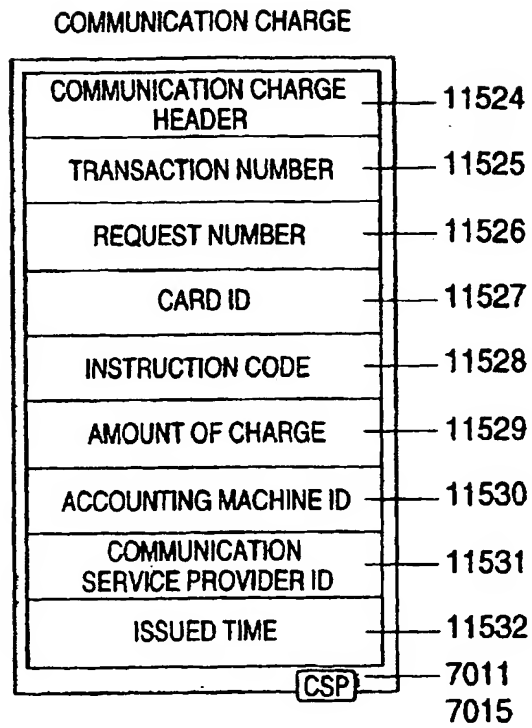 COMMUNICATION CHARGE
COMMUNICATION CHARGE
HEADER
11524
TRANSACTION NUMBER
11525
REQUEST NUMBER
11526
CARD ID
11527
INSTRUCTION CODE
11528
AMOUNT OF CHARGE
11529
ACCOUNTING MACHINE ID
11530
COMMUNICATION
SERVICE PROVIDER ID
11531
ISSUED TIME
11532
CSP
7011
7015